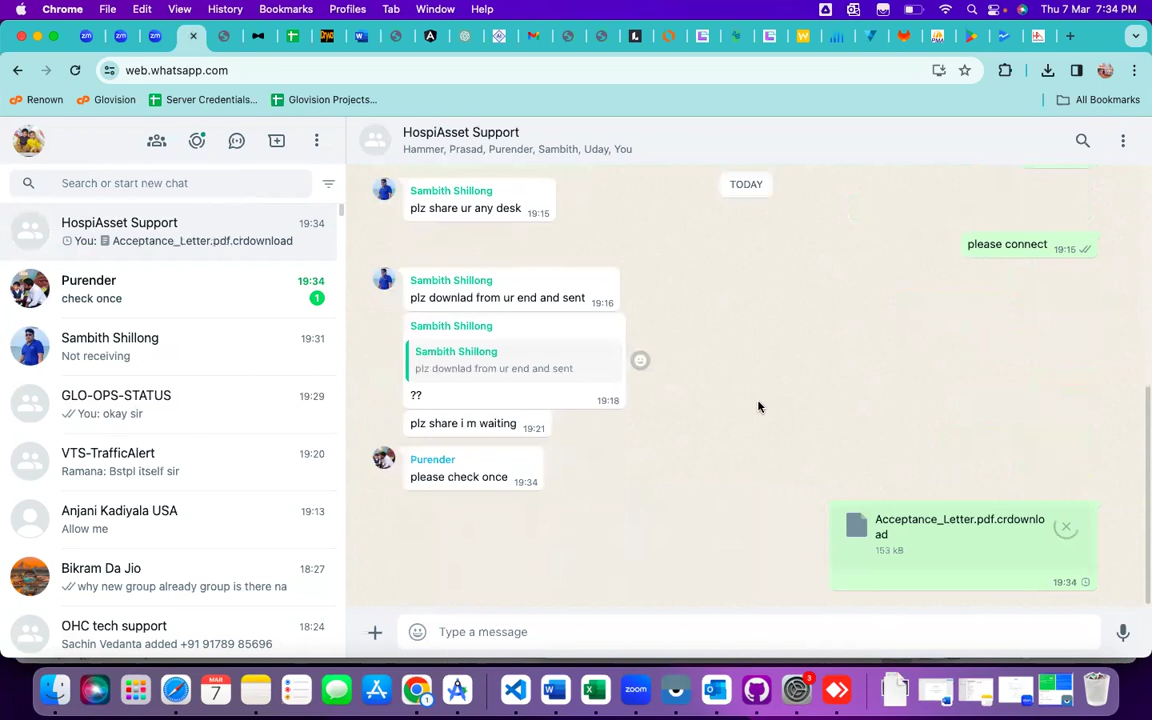 Chrome File Edit View History Bookmarks Profiles Tab Window Help Thu 7 Mar 7:34 PM
web.whatsapp.com
Renown Glovision Server Credentials... Glovision Projects... All Bookmarks
HospiAsset Support
Hammer, Prasad, Purender, Sambith, Uday, You
Search or start new chat
HospiAsset Support 19:34
You: Acceptance_Letter.pdf.crdownload
Purender 19:34
check once 1
Sambith Shillong 19:31
Not receiving
GLO-OPS-STATUS 19:29
You: okay sir
VTS-TrafficAlert 19:20
Ramana: Bstpl itself sir
Anjani Kadiyala USA 19:13
Allow me
Bikram Da Jio 18:27
why new group already group is there na
OHC tech support 18:24
Sachin Vedanta added +91 91789 85696
TODAY
Sambith Shillong
plz share ur any desk 19:15
please connect 19:15
Sambith Shillong
plz downlad from ur end and sent 19:16
Sambith Shillong
Sambith Shillong
plz downlad from ur end and sent
??
19:18
plz share i m waiting 19:21
Purender
please check once 19:34
Acceptance_Letter.pdf.crdownlo
ad
153 kB
19:34
Type a message
MAR
7
zoom
1
3